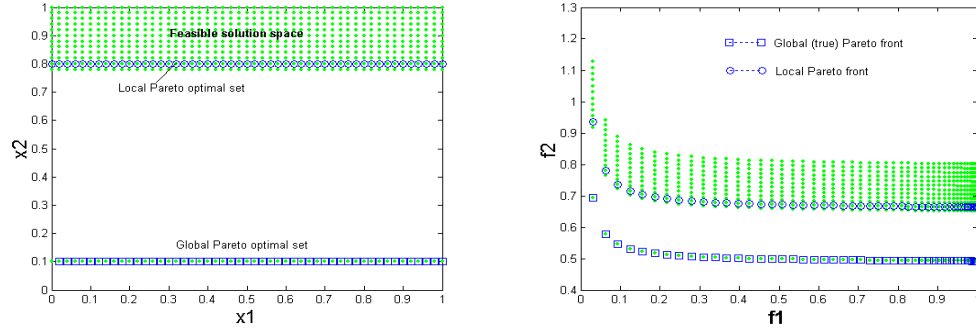 1
0.9
Feasible solution space
0.8
Local Pareto optimal set
0.7
0.6
x2
0.5
0.4
0.3
Global Pareto optimal set
0.2
0.1
0
0 0.1 0.2 0.3 0.4 0.5 0.6 0.7 0.8 0.9 1
x1
1.3
1.2
Global (true) Pareto front
Local Pareto front
1.1
1
0.9
f2
0.8
0.7
0.6
0.5
0.4
0 0.1 0.2 0.3 0.4 0.5 0.6 0.7 0.8 0.9 1
f1